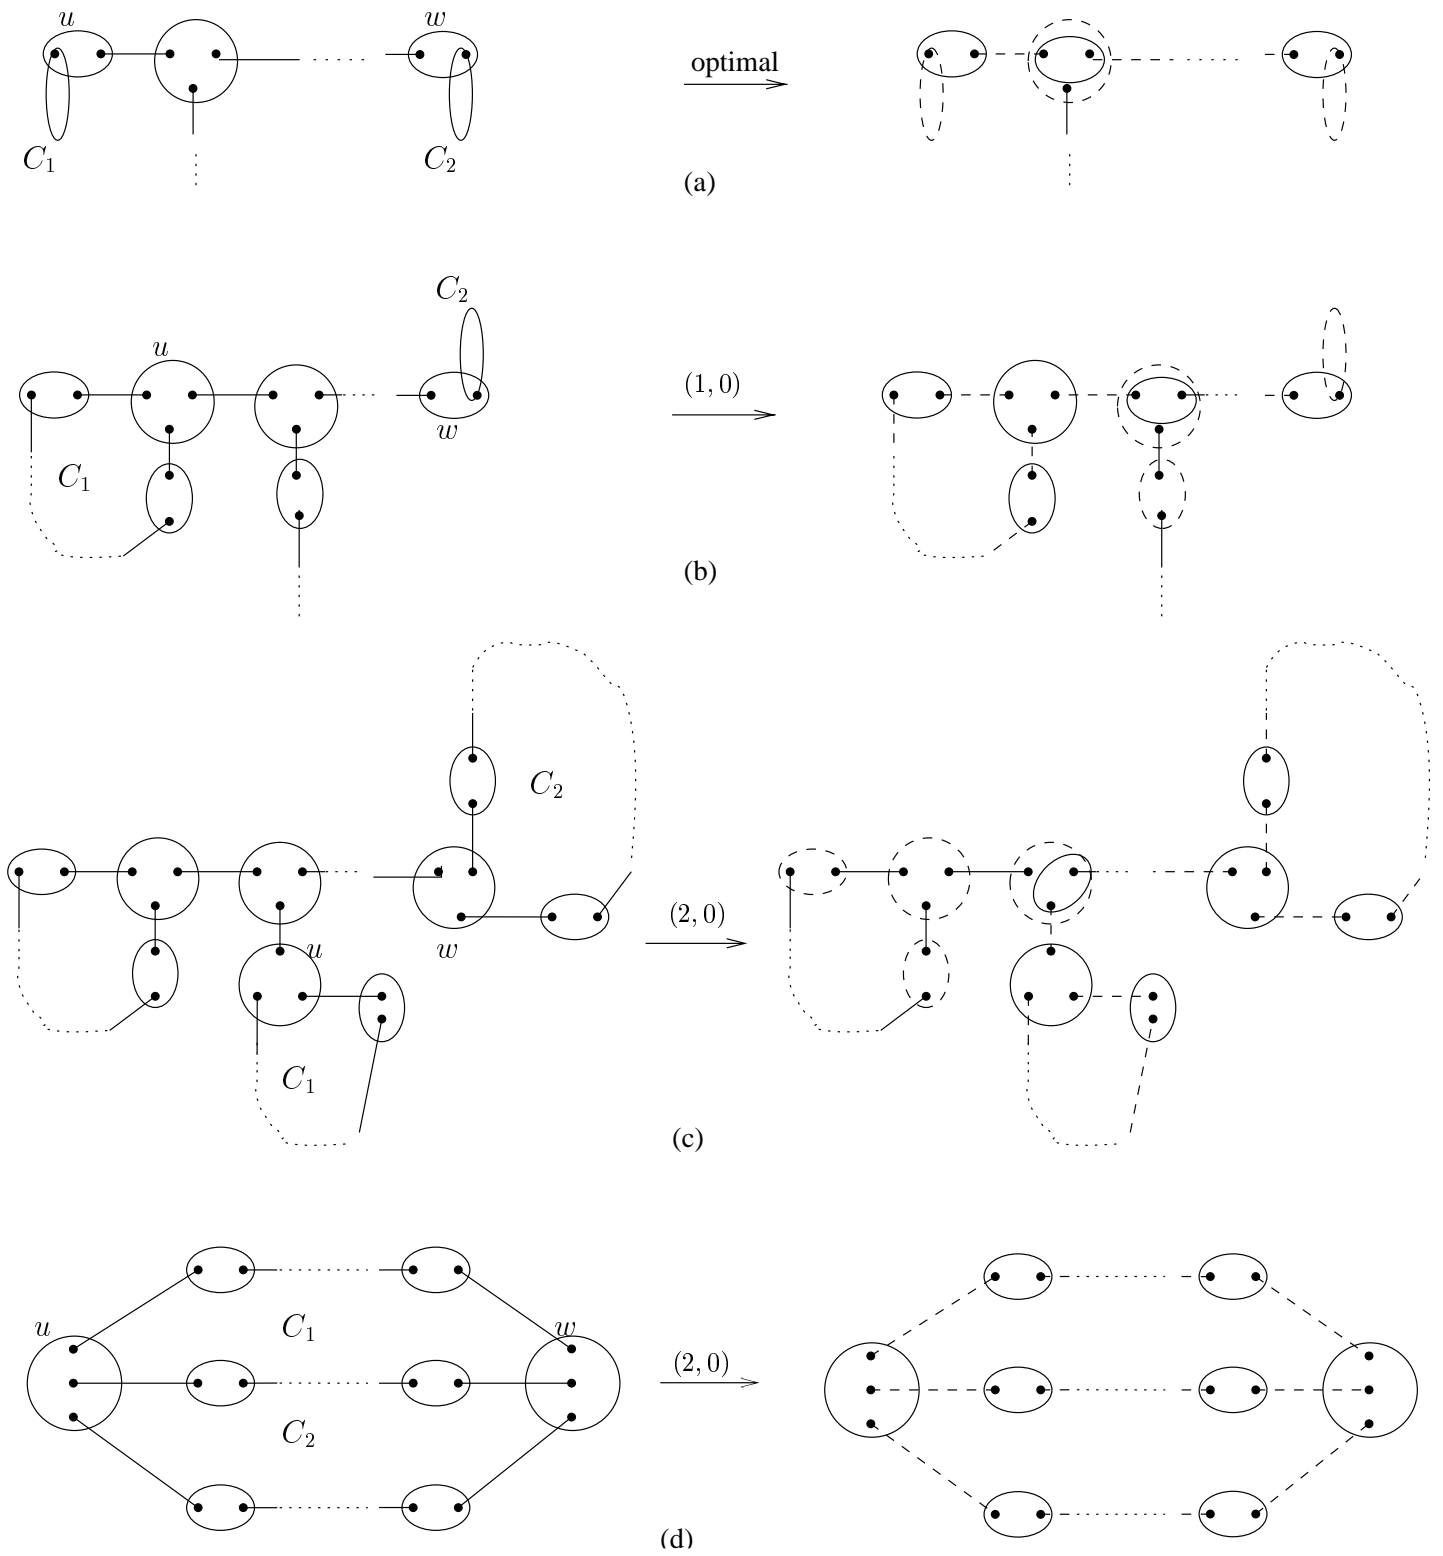 u w
optimal
C₁ C₂
(a)
C₂
u
(1, 0)
w
C₁
(b)
C₂
(2, 0)
u w
C₁
(c)
u w
C₁
(2, 0)
C₂
(d)